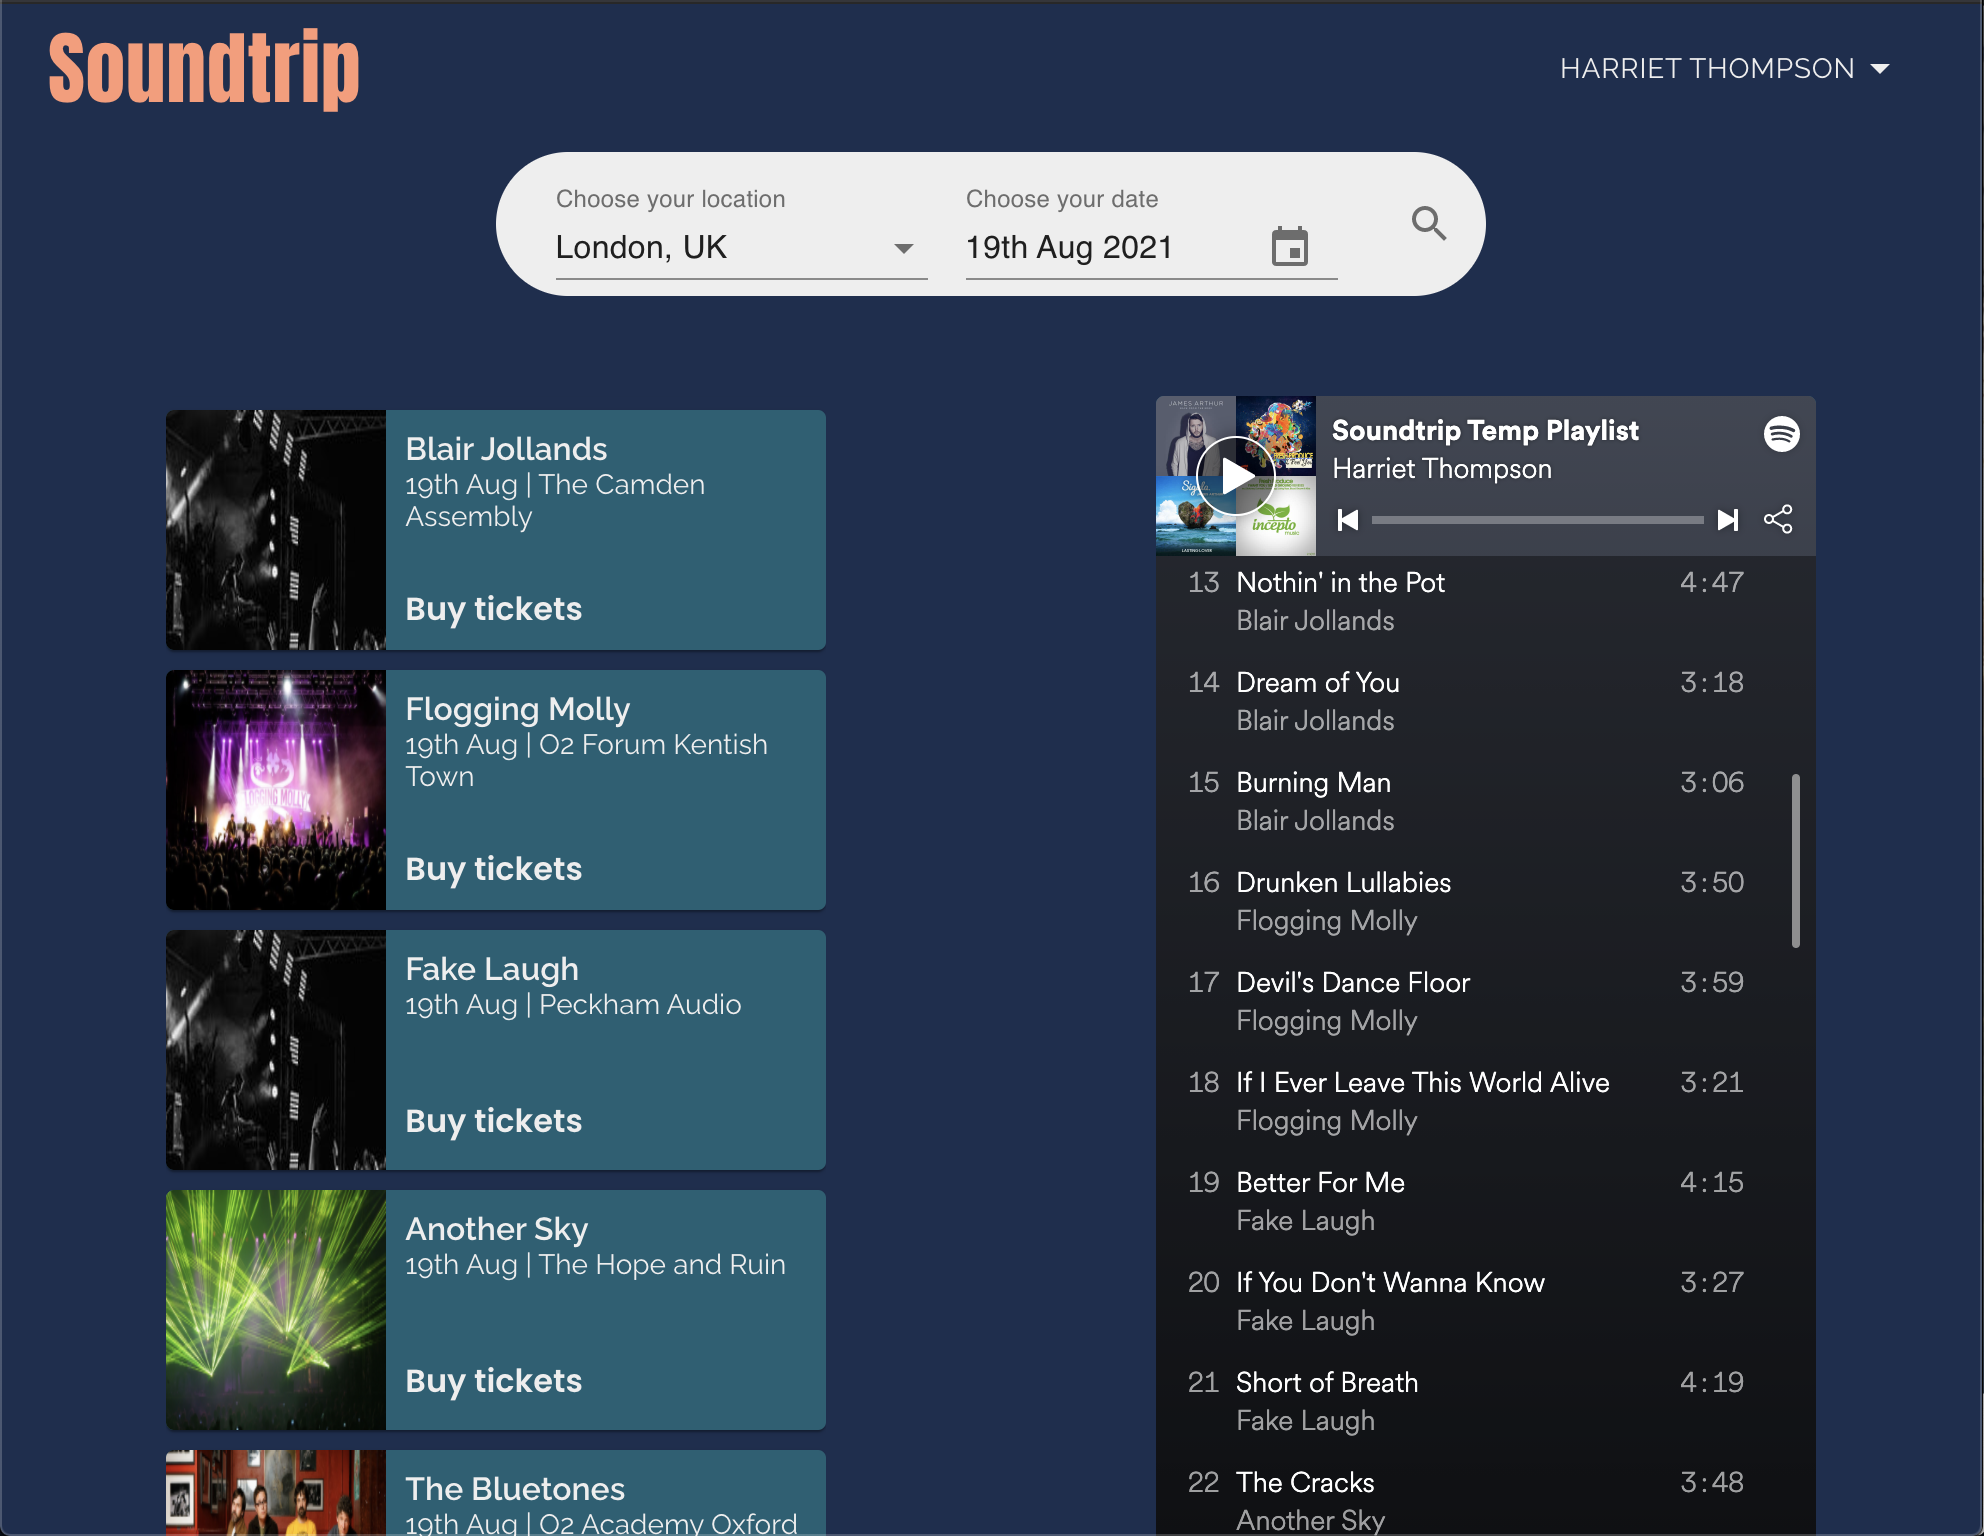 Soundtrip
HARRIET THOMPSON
Choose your location
London, UK
Choose your date
19th Aug 2021
Blair Jollands
19th Aug | The Camden
Assembly
Buy tickets
Flogging Molly
19th Aug | O2 Forum Kentish
Town
Buy tickets
Fake Laugh
19th Aug | Peckham Audio
Buy tickets
Another Sky
19th Aug | The Hope and Ruin
Buy tickets
The Bluetones
19th Aug | O2 Academy Oxford
JAMES ARTHUR
incepto
music
LASTING LOVER
Soundtrip Temp Playlist
Harriet Thompson
13 Nothin' in the Pot 4:47
Blair Jollands
14 Dream of You 3:18
Blair Jollands
15 Burning Man 3:06
Blair Jollands
16 Drunken Lullabies 3:50
Flogging Molly
17 Devil's Dance Floor 3:59
Flogging Molly
18 If I Ever Leave This World Alive 3:21
Flogging Molly
19 Better For Me 4:15
Fake Laugh
20 If You Don't Wanna Know 3:27
Fake Laugh
21 Short of Breath 4:19
Fake Laugh
22 The Cracks 3:48
Another Sky